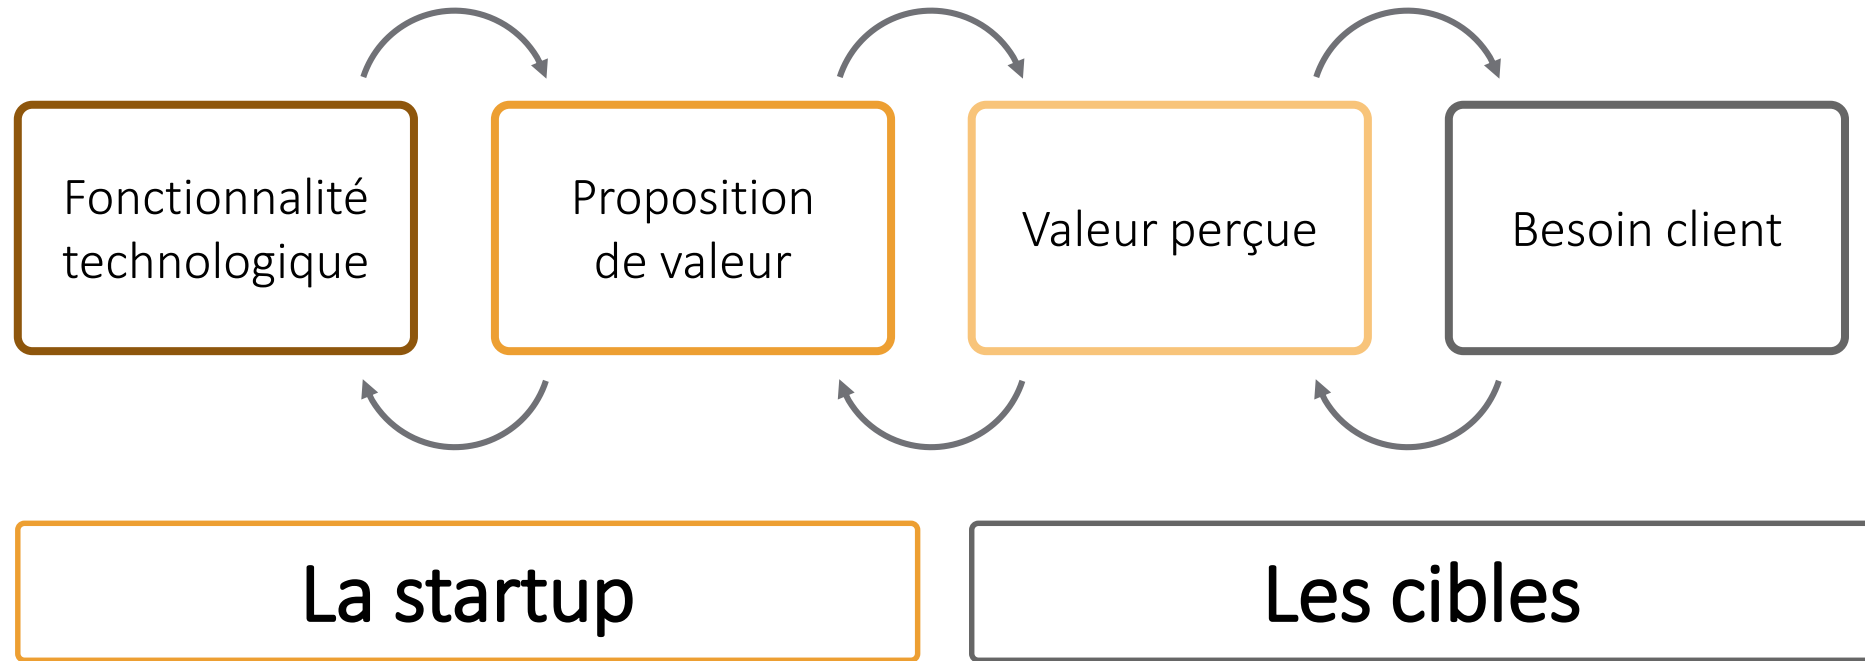 Fonctionnalité
technologique
Proposition
de valeur
Valeur perçue
Besoin client
La startup
Les cibles